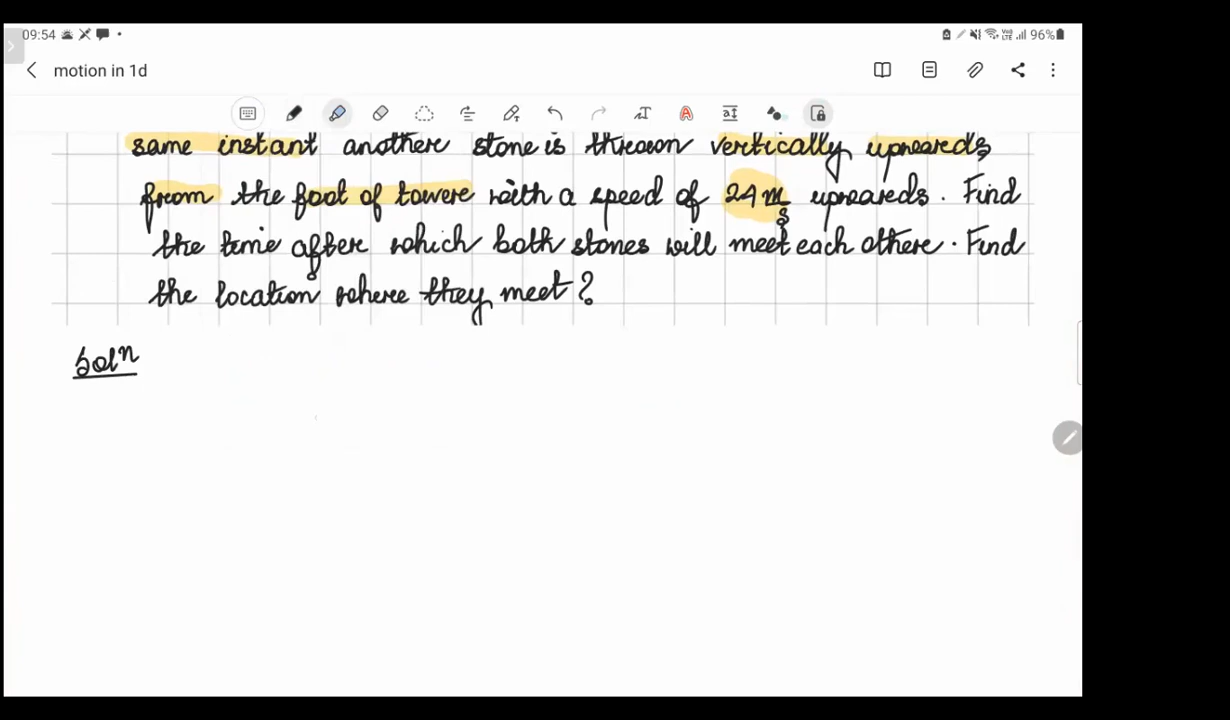 09:54
96%
motion in 1d
same instant another stone is thrown vertically upwards
from the foot of tower with a speed of 24 m/s upwards. Find
the time after which both stones will meet each other. Find
the location where they meet?
Solⁿ